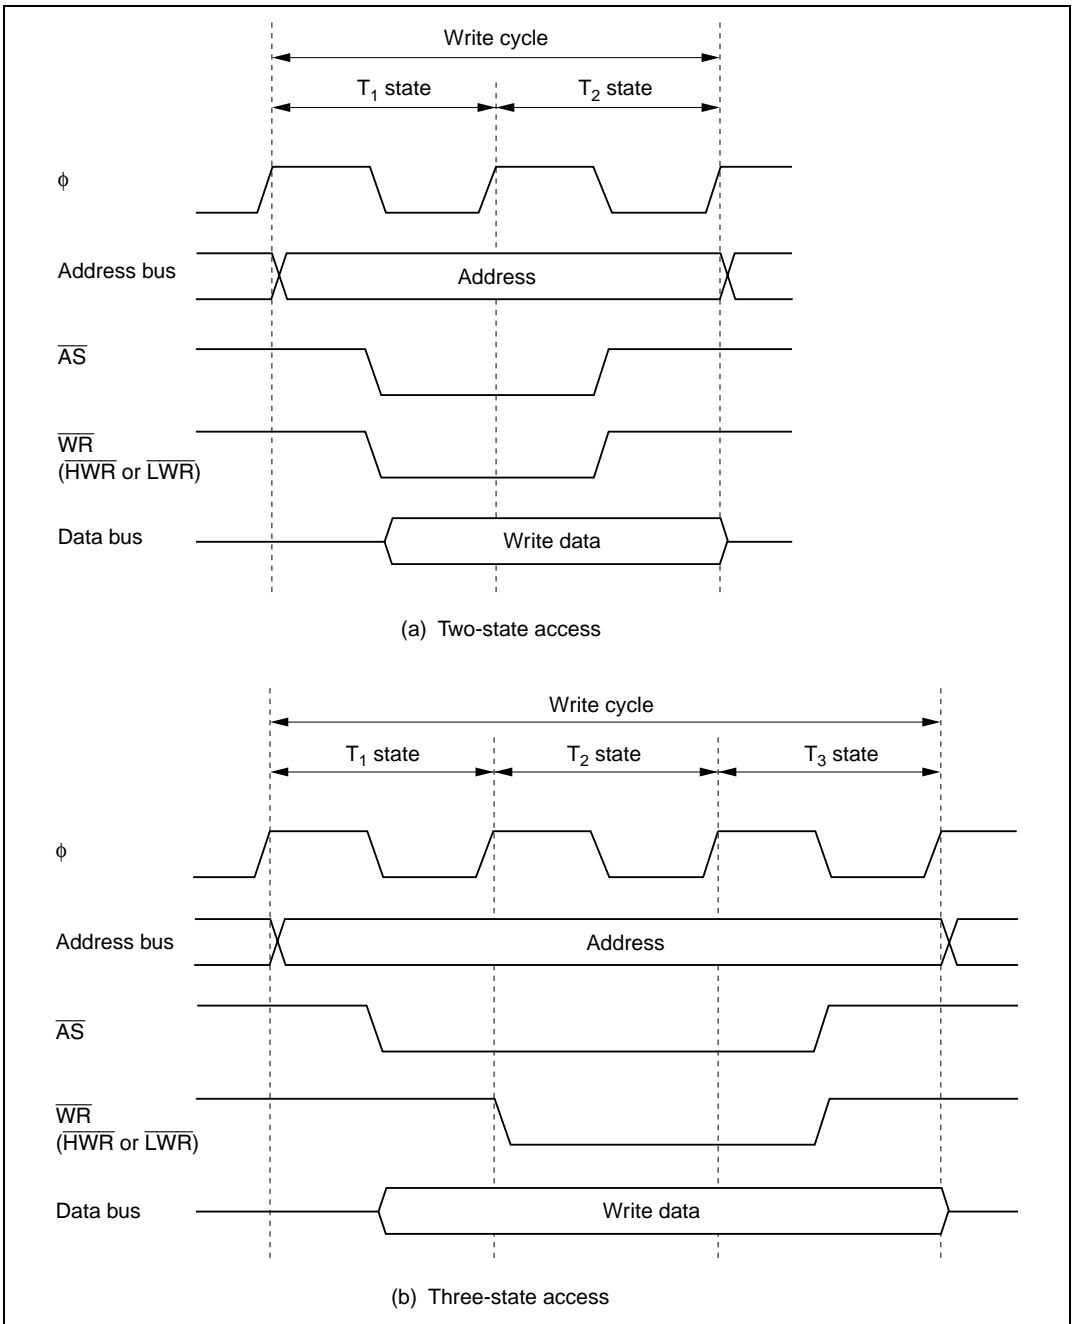 Write cycle
T1 state
T2 state
ϕ
Address bus
Address
AS
WR
(HWR or LWR)
Data bus
Write data
(a) Two-state access
Write cycle
T1 state
T2 state
T3 state
ϕ
Address bus
Address
AS
WR
(HWR or LWR)
Data bus
Write data
(b) Three-state access